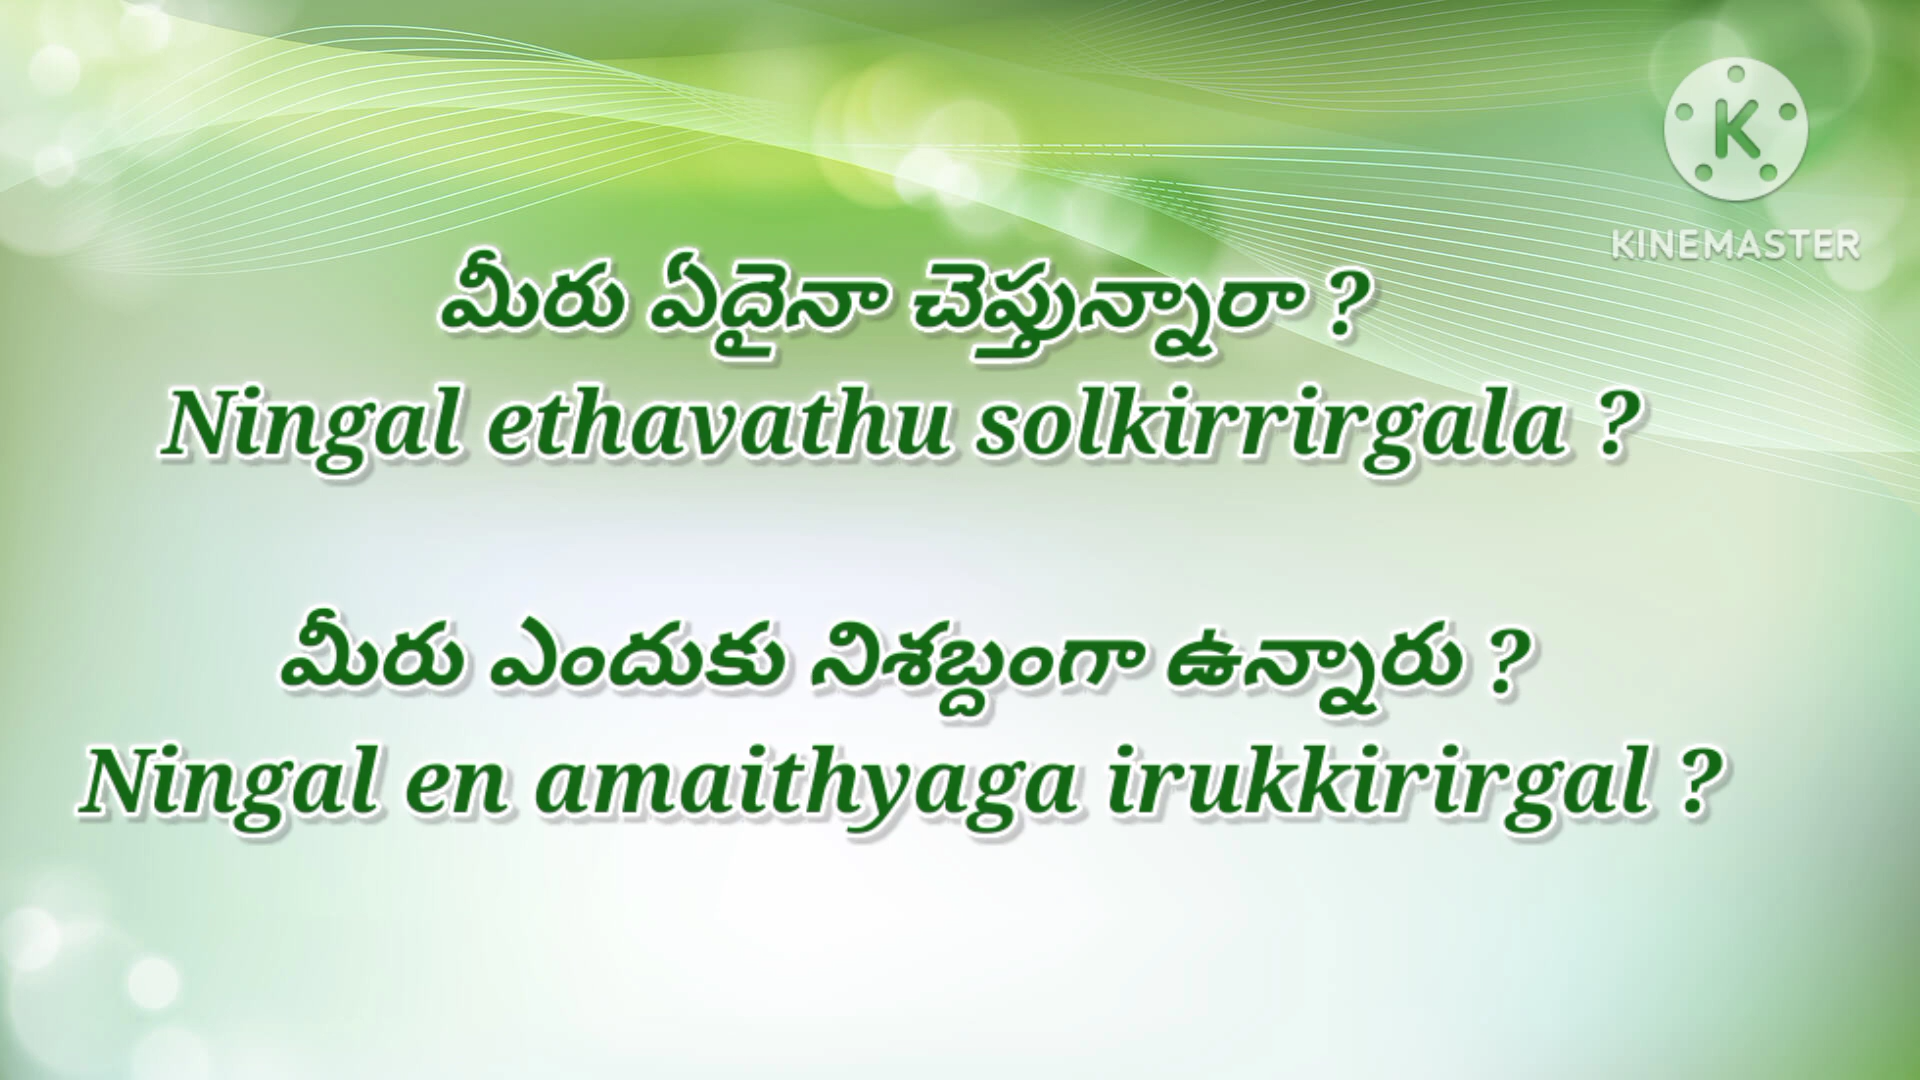 KINEMASTER
మీరు ఏదైనా చెప్తున్నారా ?
Ningal ethavathu solkirrirgala ?
మీరు ఎందుకు నిశబ్దంగా ఉన్నారు ?
Ningal en amaithyaga irukkirirgal ?